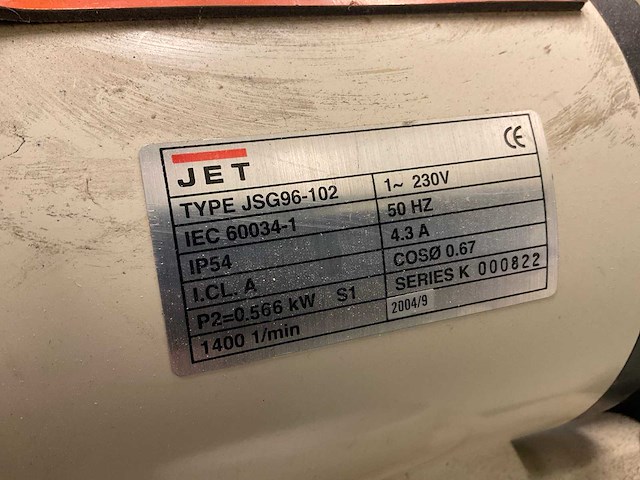 CE
JET
TYPE JSG96-102
1~ 230V
IEC 60034-1
50 HZ
IP54
4.3 A
I.CL. A
COSØ 0.67
P2=0.566 kW S1
SERIES K 000822
1400 1/min
2004/9